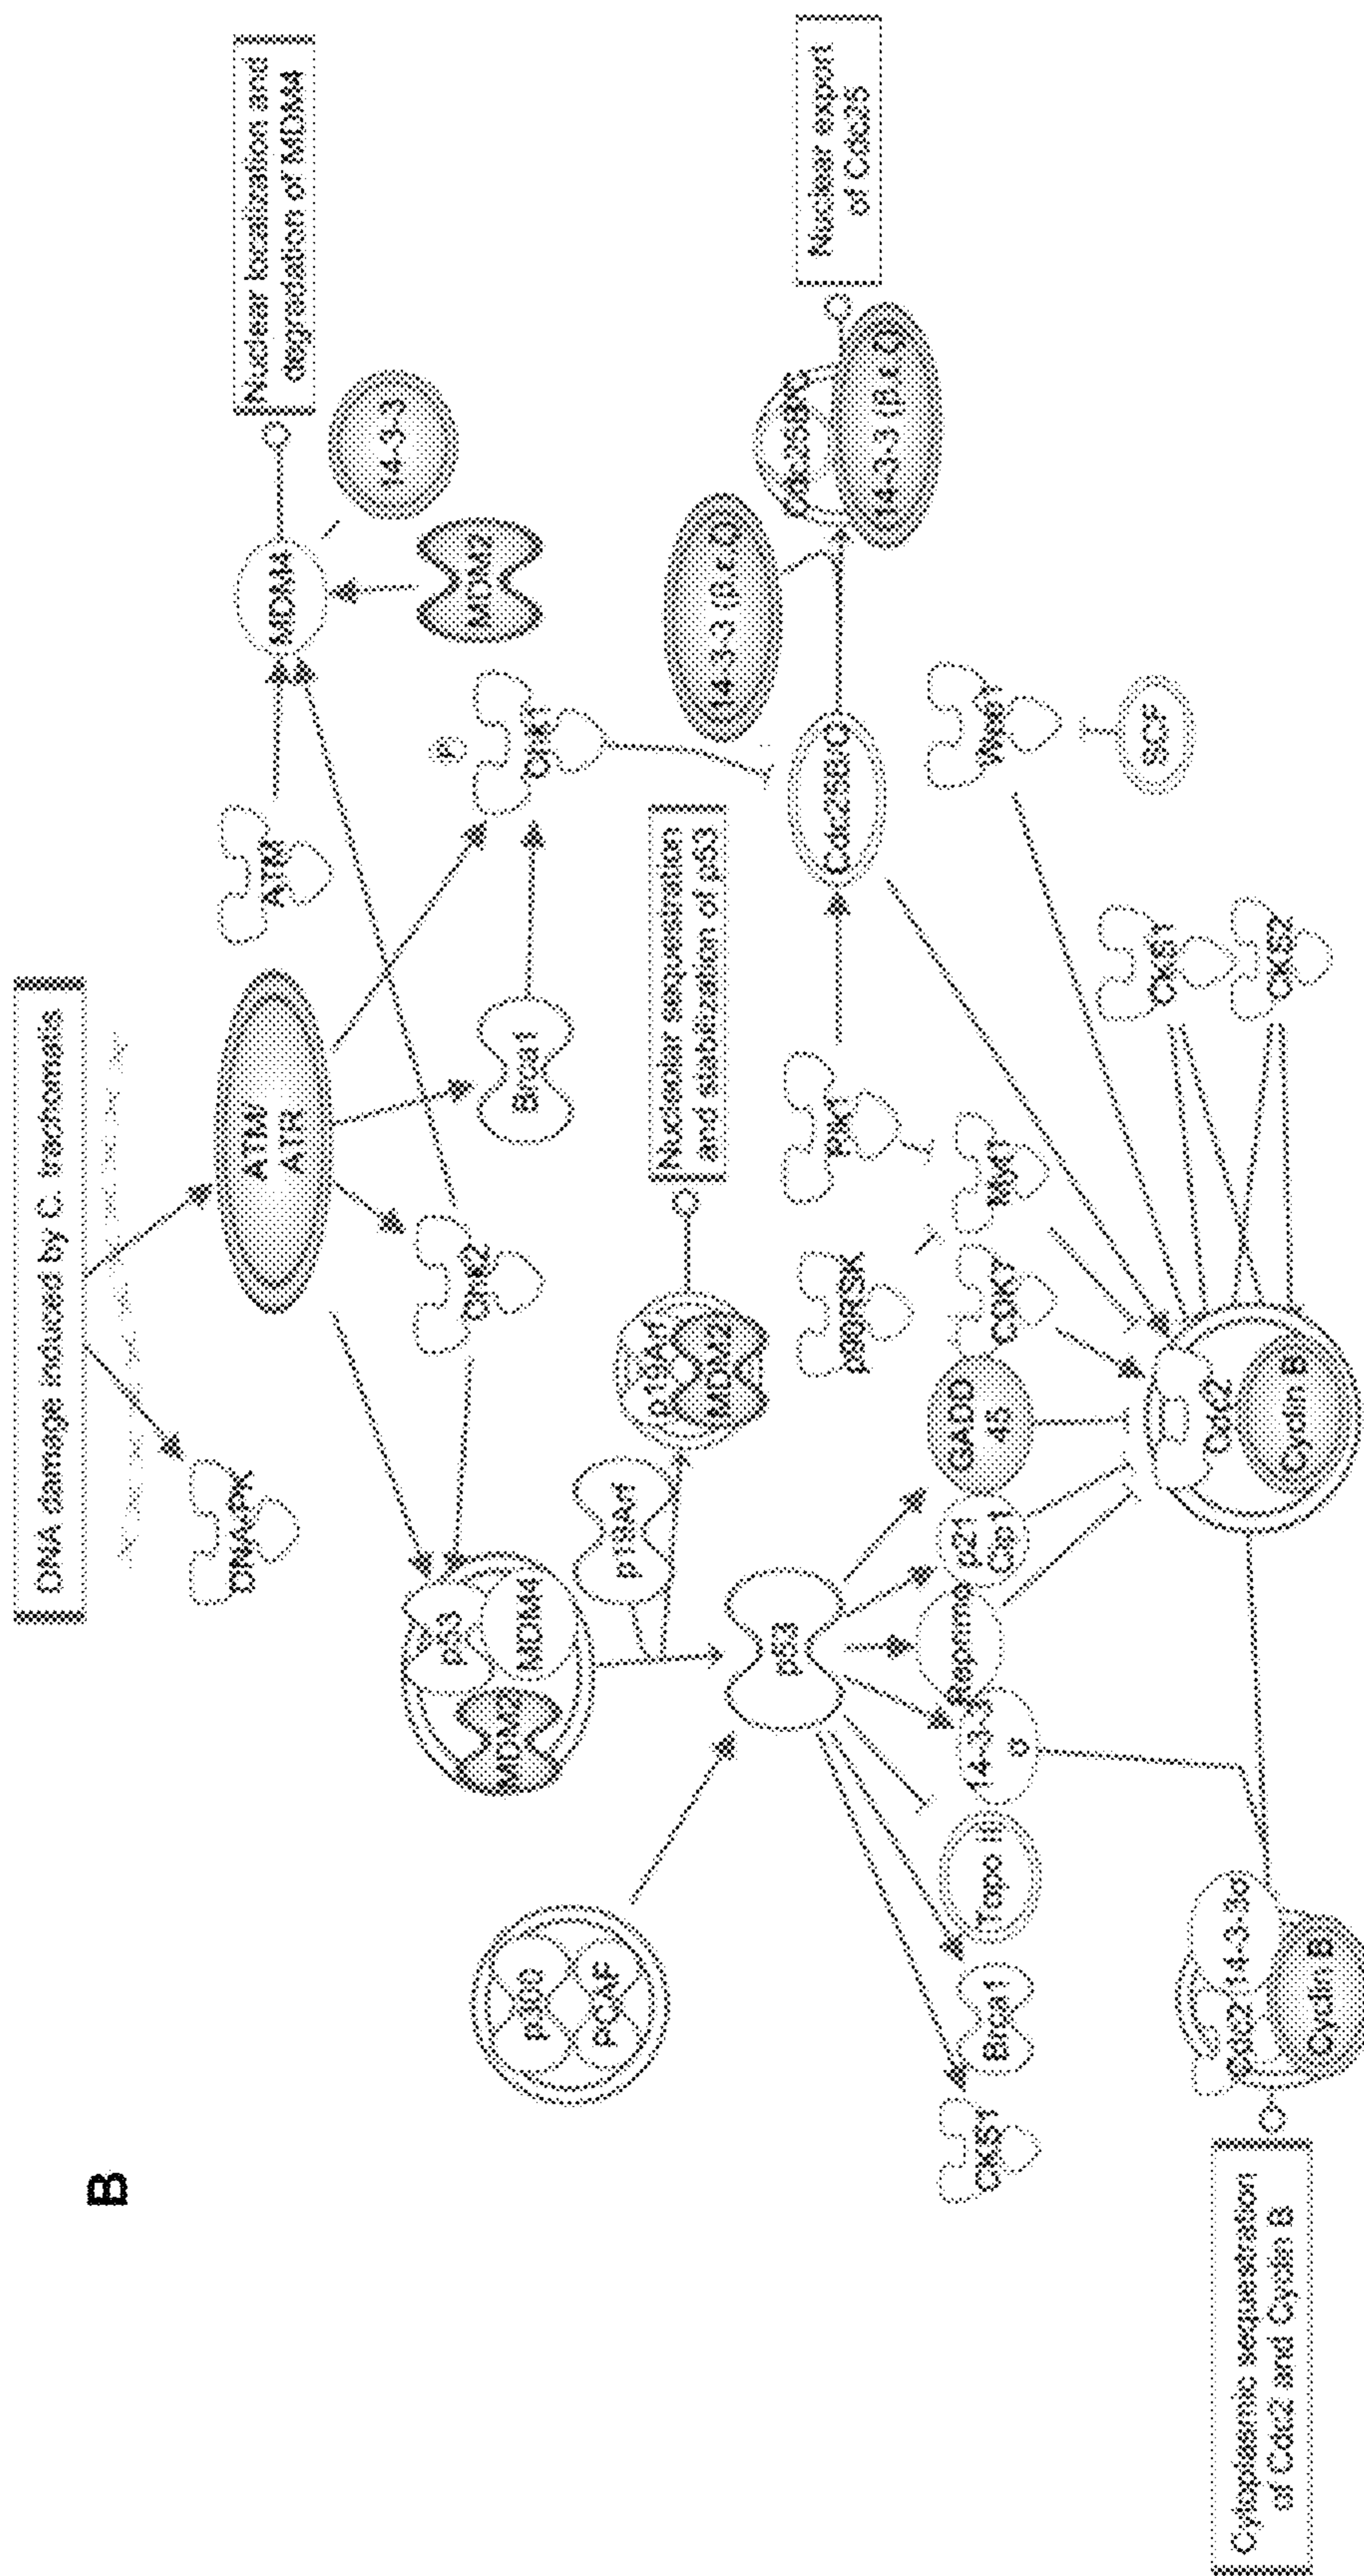 B
DNA damage induced by C. trachomatis
DNA-PK
ATM/
ATR
ATM
MDM4
Nuclear localization and
degradation of MDM4
14-3-3
MDM2
p53
MDM4
MDM2
CHK2
Brca1
CHK1
P
p300
PCAF
p19Arf
p19Arf
MDM2
Nuclear sequestration
and stabilization of p53
14-3-3 (β,ε,ζ)
Cdc25B/C
14-3-3 (β,ε,ζ)
Nuclear export
of Cdc25
p53
p90RSK
PlK1
Cdc25B/C
CKIS1
Brca1
Topo II
14-3-3
σ
Reprimo
p21
Cip1
GADD
45
CDK7
Myt1
Wee1
SCF
CKS1
CKS2
Cdc2
Cyclin B
Cdc2
14-3-3σ
Cyclin B
Cytoplasmic sequestration
of Cdc2 and Cyclin B